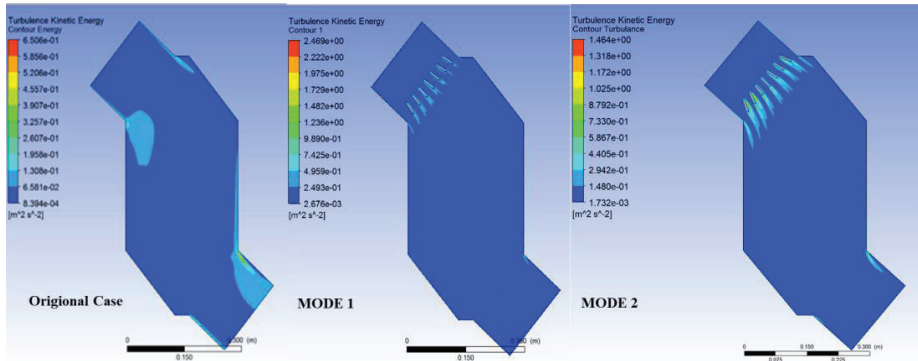 Turbulence Kinetic Energy
Contour Energy
6.506e-01
5.856e-01
5.206e-01
4.557e-01
3.907e-01
3.257e-01
2.607e-01
1.958e-01
1.308e-01
6.581e-02
8.394e-04
[m^2 s^-2]
Origional Case
0
0.300 (m)
0.150
Turbulence Kinetic Energy
Contour 1
2.469e+00
2.222e+00
1.975e+00
1.729e+00
1.482e+00
1.236e+00
9.890e-01
7.425e-01
4.959e-01
2.493e-01
2.676e-03
[m^2 s^-2]
MODE 1
0
0.300 (m)
0.150
Turbulence Kinetic Energy
Contour Turbulance
1.464e+00
1.318e+00
1.172e+00
1.025e+00
8.792e-01
7.330e-01
5.867e-01
4.405e-01
2.942e-01
1.480e-01
1.732e-03
[m^2 s^-2]
MODE 2
0
0.150
0.300 (m)
0.075
0.225